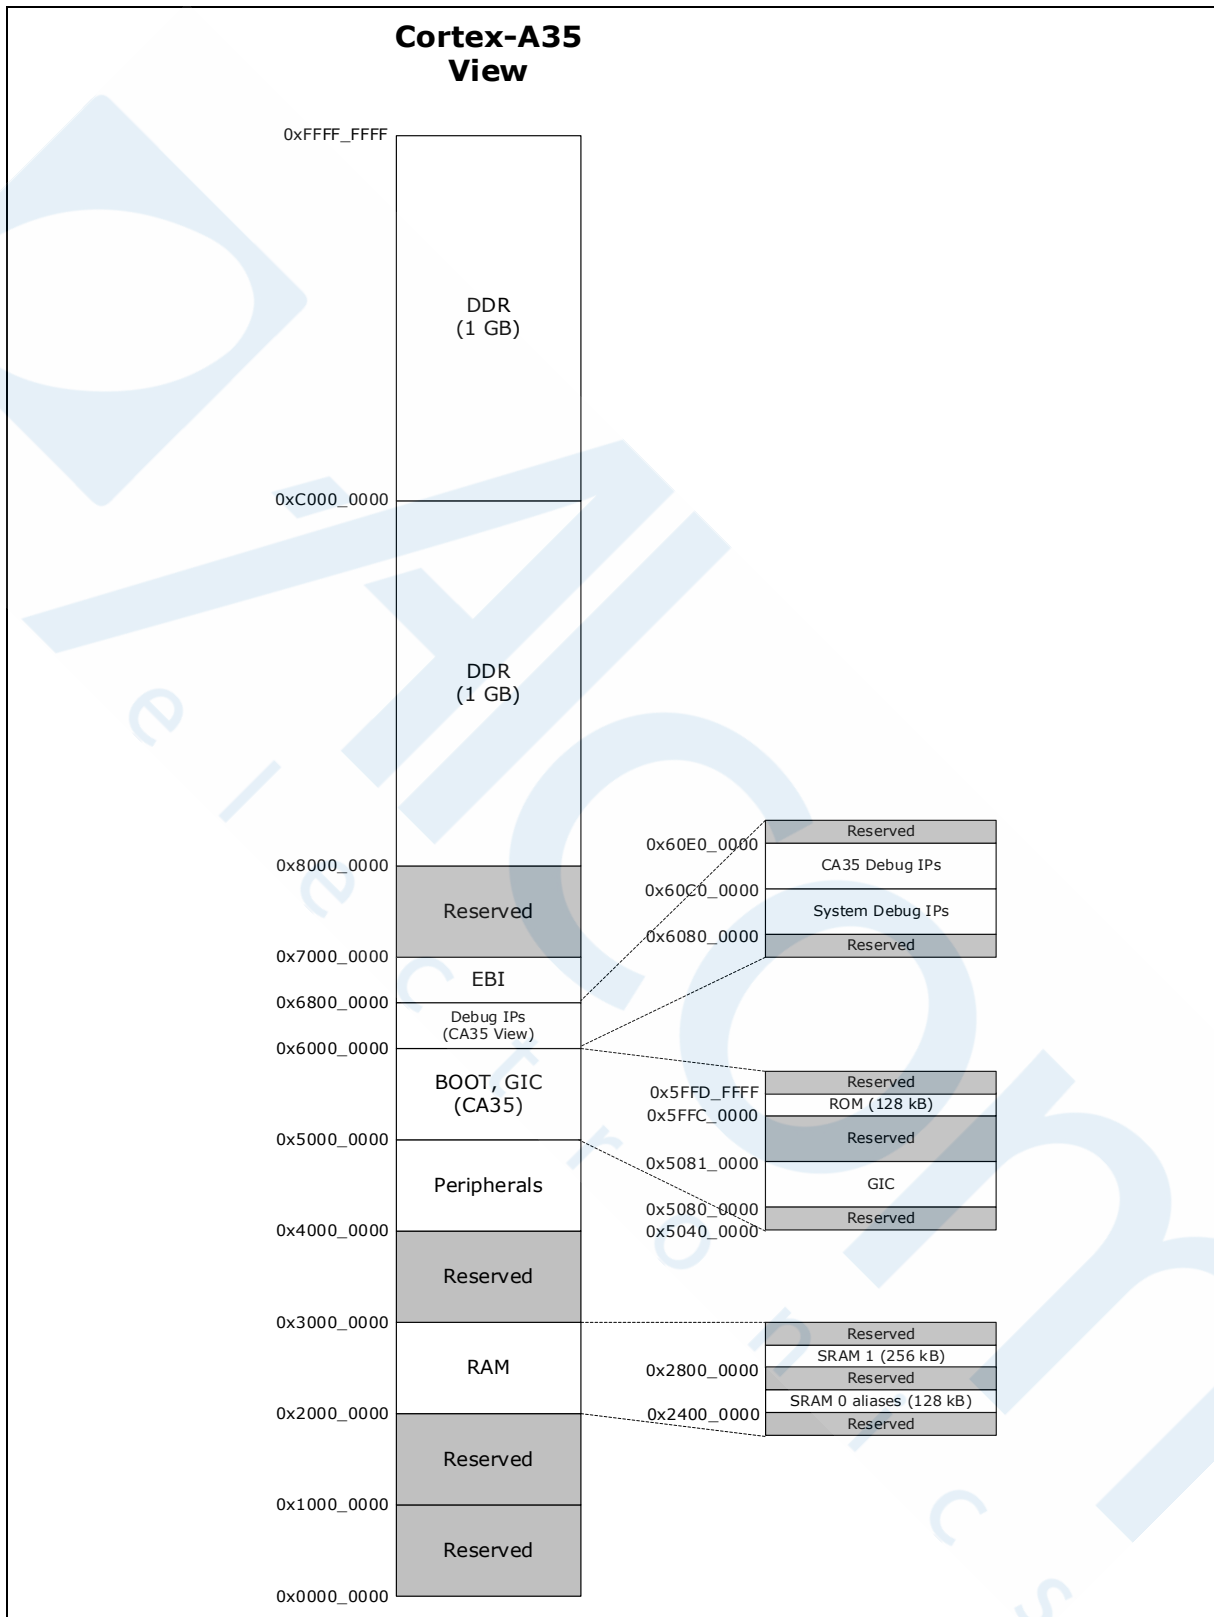 Cortex-A35
View
0xFFFF_FFFF
DDR
(1 GB)
0xC000_0000
DDR
(1 GB)
0x8000_0000
Reserved
0x7000_0000
EBI
0x6800_0000
Debug IPs
(CA35 View)
0x6000_0000
BOOT, GIC
(CA35)
0x5000_0000
Peripherals
0x4000_0000
Reserved
0x3000_0000
RAM
0x2000_0000
Reserved
0x1000_0000
Reserved
0x0000_0000
Reserved
0x60E0_0000
CA35 Debug IPs
0x60C0_0000
System Debug IPs
0x6080_0000
Reserved
Reserved
0x5FFD_FFFF
ROM (128 kB)
0x5FFC_0000
Reserved
0x5081_0000
GIC
0x5080_0000
Reserved
0x5040_0000
Reserved
SRAM 1 (256 kB)
0x2800_0000
Reserved
SRAM 0 aliases (128 kB)
0x2400_0000
Reserved
AICom
electronics